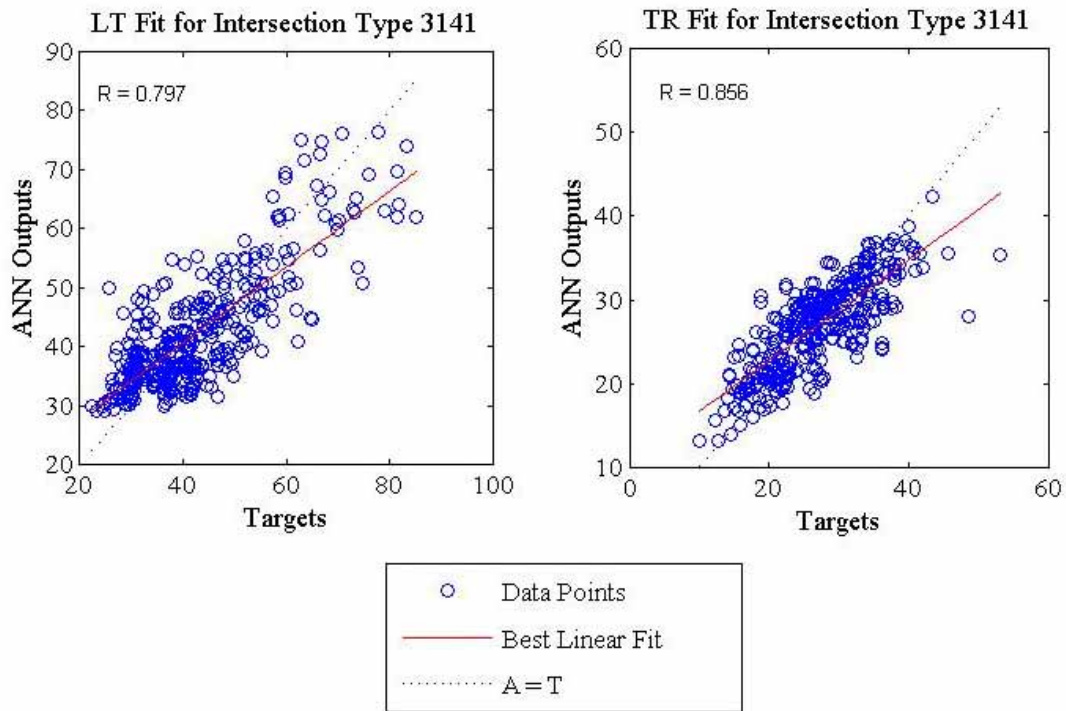 LT Fit for Intersection Type 3141
90
80
70
60
50
40
30
20
R = 0.797
ANN Outputs
20 40 60 80 100
Targets
TR Fit for Intersection Type 3141
60
50
40
30
20
10
R = 0.856
ANN Outputs
0 20 40 60
Targets
Data Points
Best Linear Fit
A = T